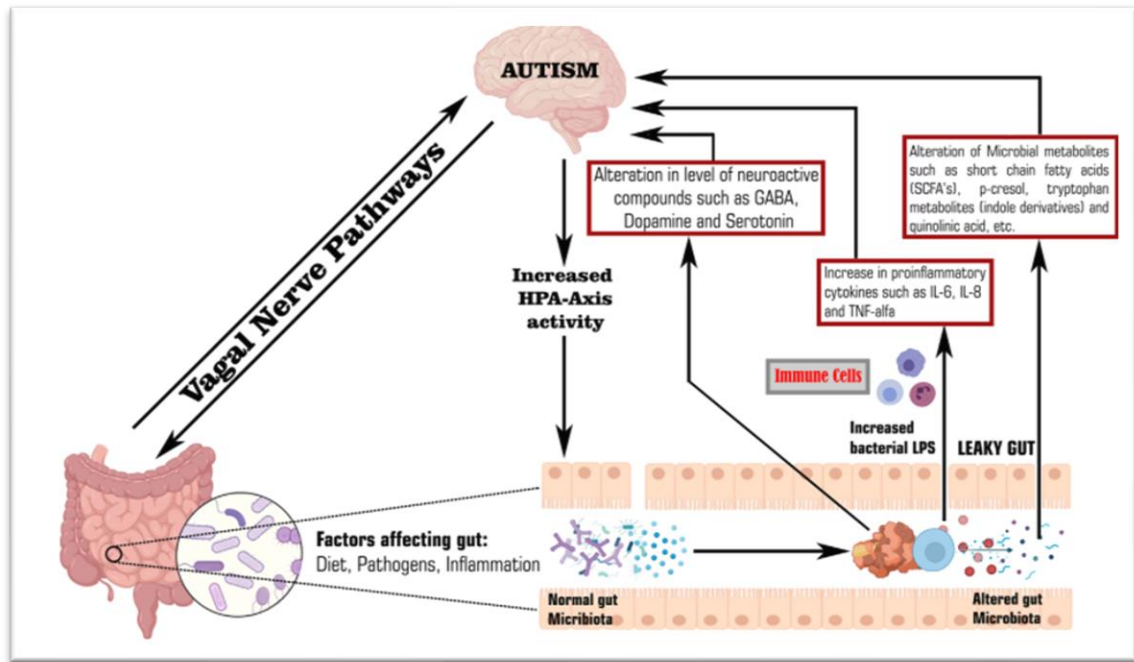 AUTISM
Vagal Nerve Pathways
Increased
HPA-Axis
activity
Alteration in level of neuroactive
compounds such as GABA,
Dopamine and Serotonin
Alteration of Microbial metabolites
such as short chain fatty acids
(SCFA's), p-cresol, tryptophan
metabolites (indole derivatives) and
quinolinic acid, etc.
Increase in proinflammatory
cytokines such as IL-6, IL-8
and TNF-alfa
Immune Cells
Increased
bacterial LPS
LEAKY GUT
Factors affecting gut:
Diet, Pathogens, Inflammation
Normal gut
Micribiota
Altered gut
Microbiota